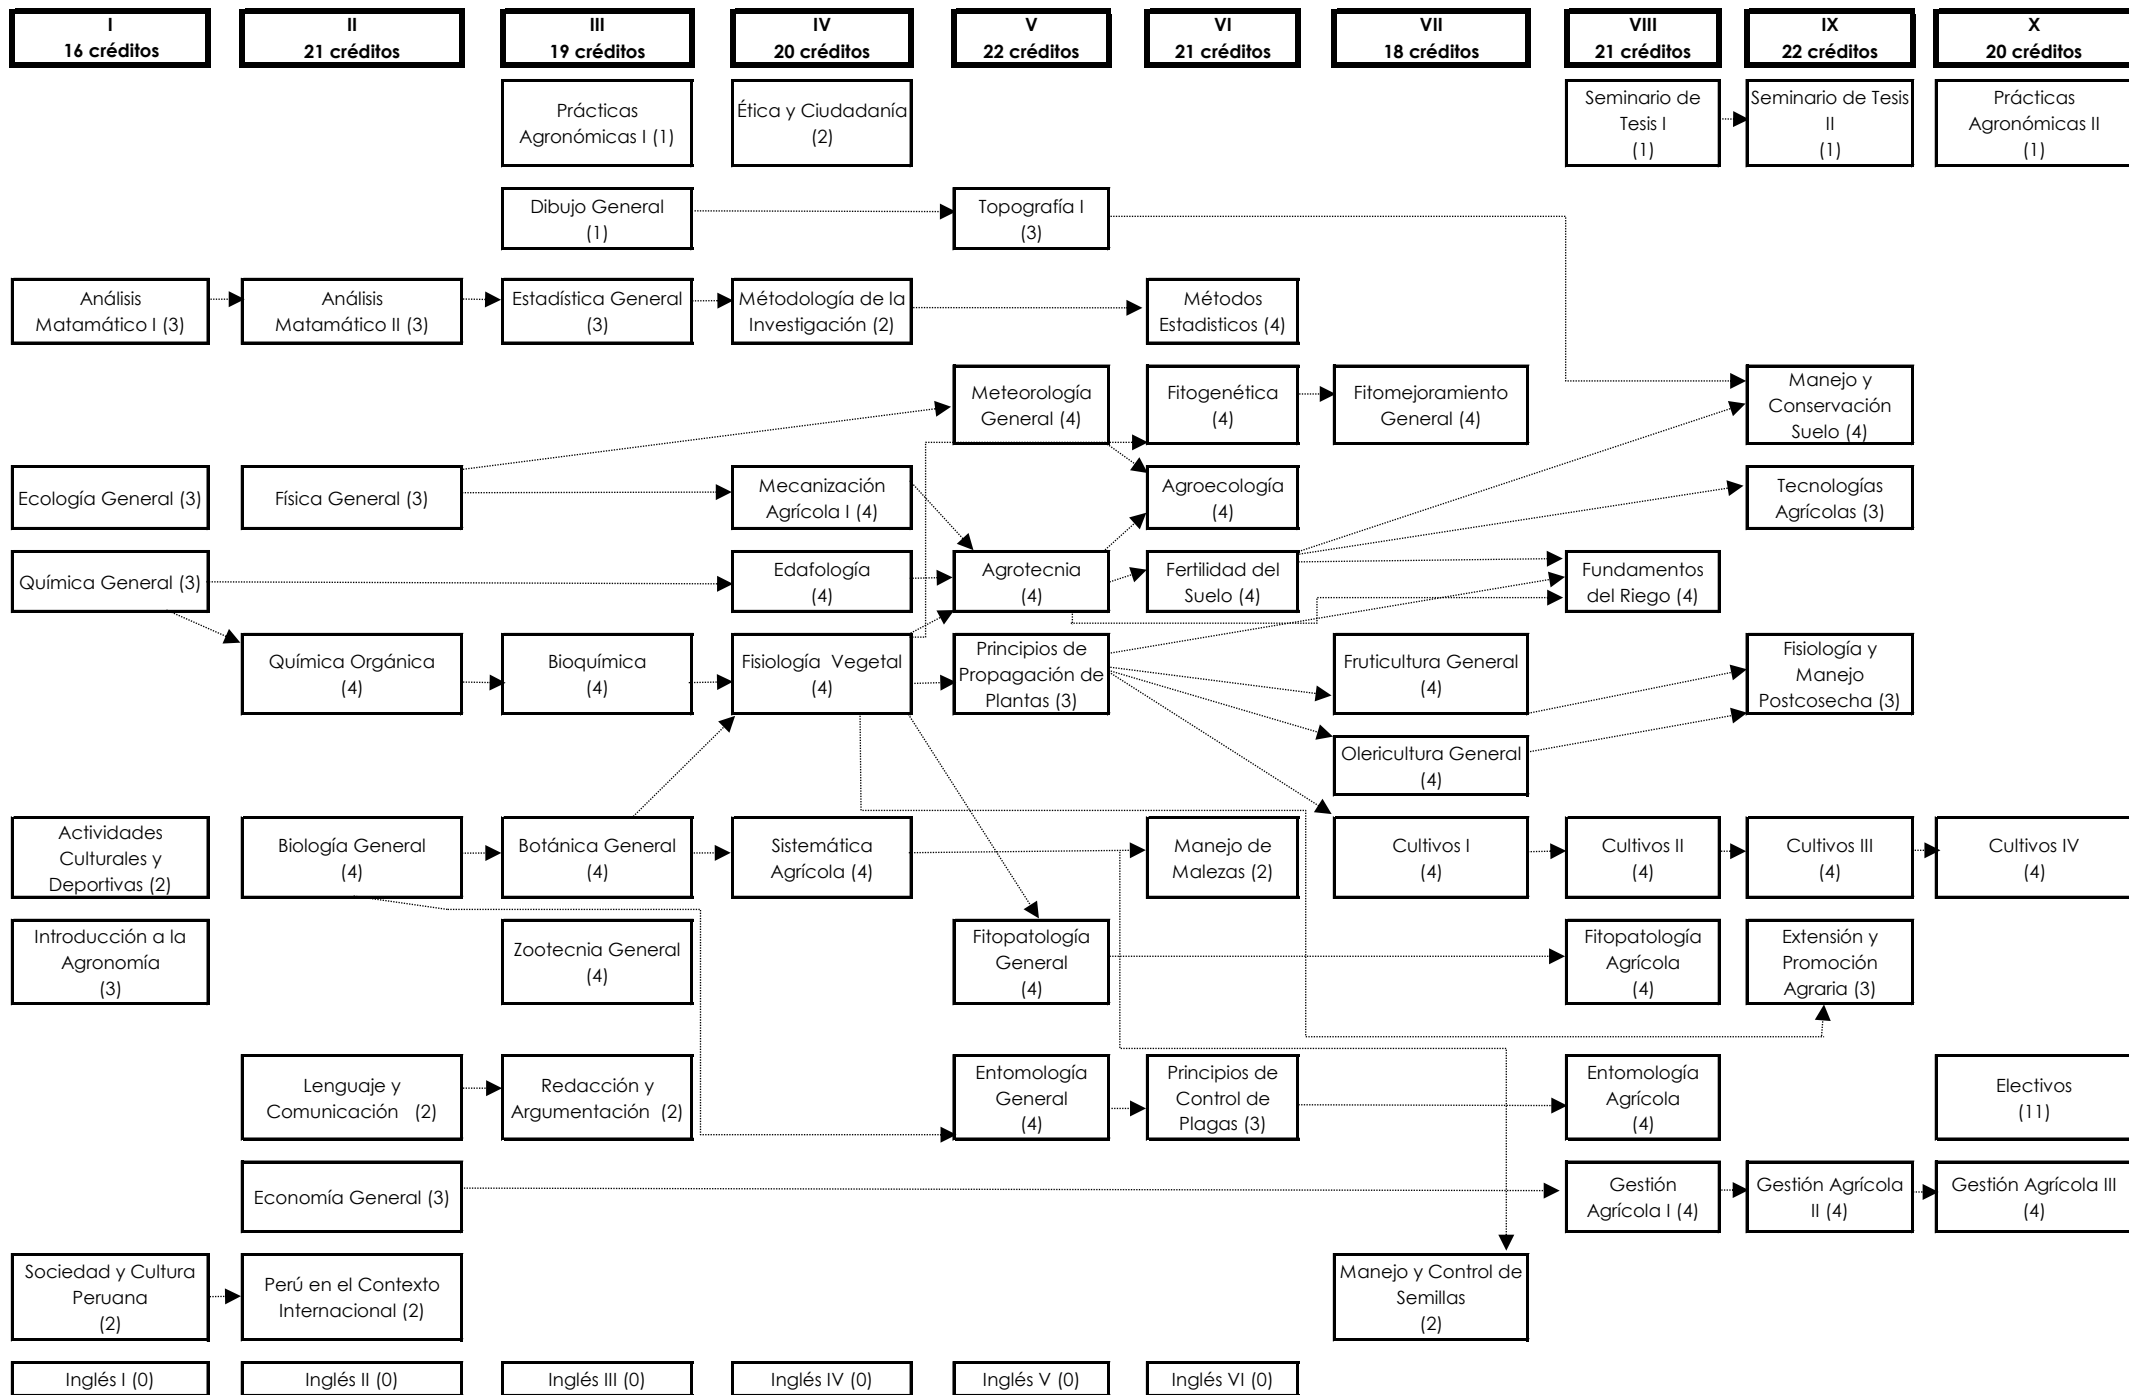 I
16 créditos
II
21 créditos
III
19 créditos
IV
20 créditos
V
22 créditos
VI
21 créditos
VII
18 créditos
VIII
21 créditos
IX
22 créditos
X
20 créditos
Prácticas
Agronómicas I (1)
Ética y Ciudadanía
(2)
Seminario de
Tesis I
(1)
Seminario de Tesis
II
(1)
Prácticas
Agronómicas II
(1)
Dibujo General
(1)
Topografía I
(3)
Análisis
Matamático I (3)
Análisis
Matamático II (3)
Estadística General
(3)
Métodología de la
Investigación (2)
Métodos
Estadisticos (4)
Meteorología
General (4)
Fitogenética
(4)
Fitomejoramiento
General (4)
Manejo y
Conservación
Suelo (4)
Ecología General (3)
Física General (3)
Mecanización
Agrícola I (4)
Agroecología
(4)
Tecnologías
Agrícolas (3)
Química General (3)
Edafología
(4)
Agrotecnia
(4)
Fertilidad del
Suelo (4)
Fundamentos
del Riego (4)
Química Orgánica
(4)
Bioquímica
(4)
Fisiología Vegetal
(4)
Principios de
Propagación de
Plantas (3)
Fruticultura General
(4)
Fisiología y
Manejo
Postcosecha (3)
Olericultura General
(4)
Actividades
Culturales y
Deportivas (2)
Biología General
(4)
Botánica General
(4)
Sistemática
Agrícola (4)
Manejo de
Malezas (2)
Cultivos I
(4)
Cultivos II
(4)
Cultivos III
(4)
Cultivos IV
(4)
Introducción a la
Agronomía
(3)
Zootecnia General
(4)
Fitopatología
General
(4)
Fitopatología
Agrícola
(4)
Extensión y
Promoción
Agraria (3)
Lenguaje y
Comunicación (2)
Redacción y
Argumentación (2)
Entomología
General
(4)
Principios de
Control de
Plagas (3)
Entomología
Agrícola
(4)
Electivos
(11)
Economía General (3)
Gestión
Agrícola I (4)
Gestión Agrícola
II (4)
Gestión Agrícola III
(4)
Sociedad y Cultura
Peruana
(2)
Perú en el Contexto
Internacional (2)
Manejo y Control de
Semillas
(2)
Inglés I (0)
Inglés II (0)
Inglés III (0)
Inglés IV (0)
Inglés V (0)
Inglés VI (0)